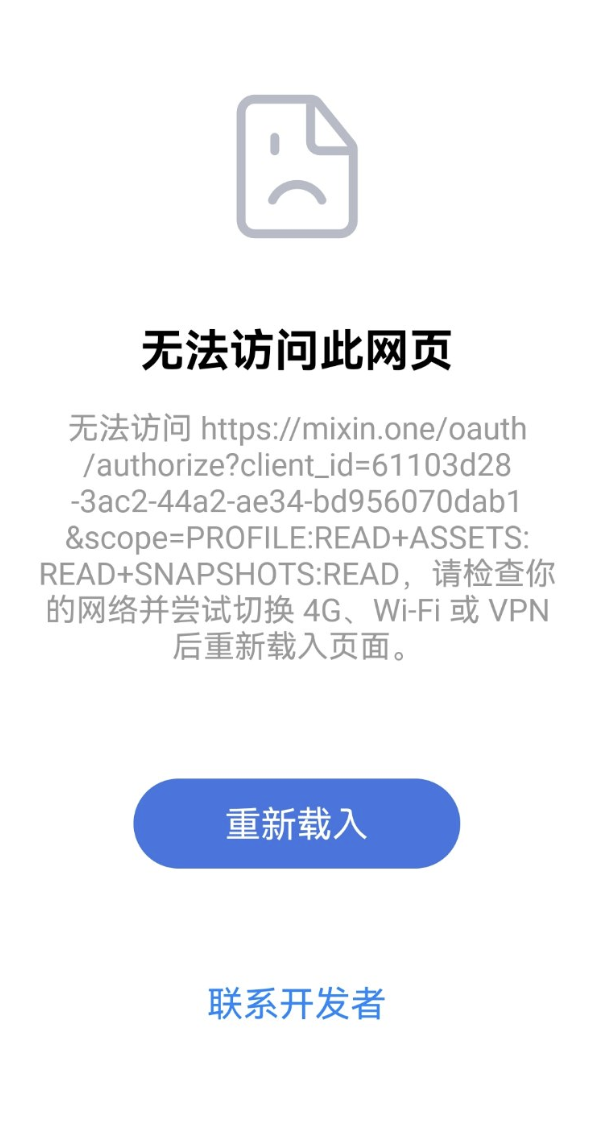 无法访问此网页
无法访问 https://mixin.one/oauth
/authorize?client_id=61103d28
-3ac2-44a2-ae34-bd956070dab1
&scope=PROFILE:READ+ASSETS:
READ+SNAPSHOTS:READ，请检查你
的网络并尝试切换 4G、Wi-Fi 或 VPN
后重新载入页面。
重新载入
联系开发者